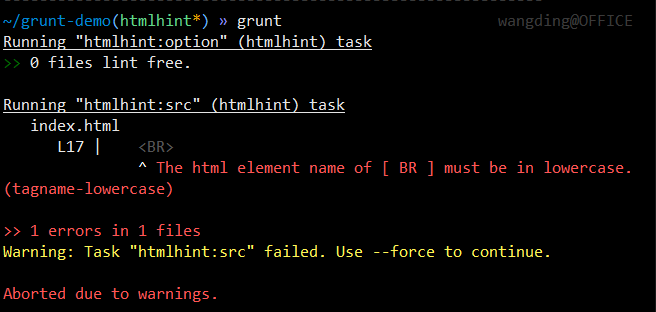 ~/grunt-demo(htmlhint*) » grunt wangding@OFFICE
Running "htmlhint:option" (htmlhint) task
>> 0 files lint free.
Running "htmlhint:src" (htmlhint) task
index.html
L17 | <BR>
^ The html element name of [ BR ] must be in lowercase.
(tagname-lowercase)
>> 1 errors in 1 files
Warning: Task "htmlhint:src" failed. Use --force to continue.
Aborted due to warnings.